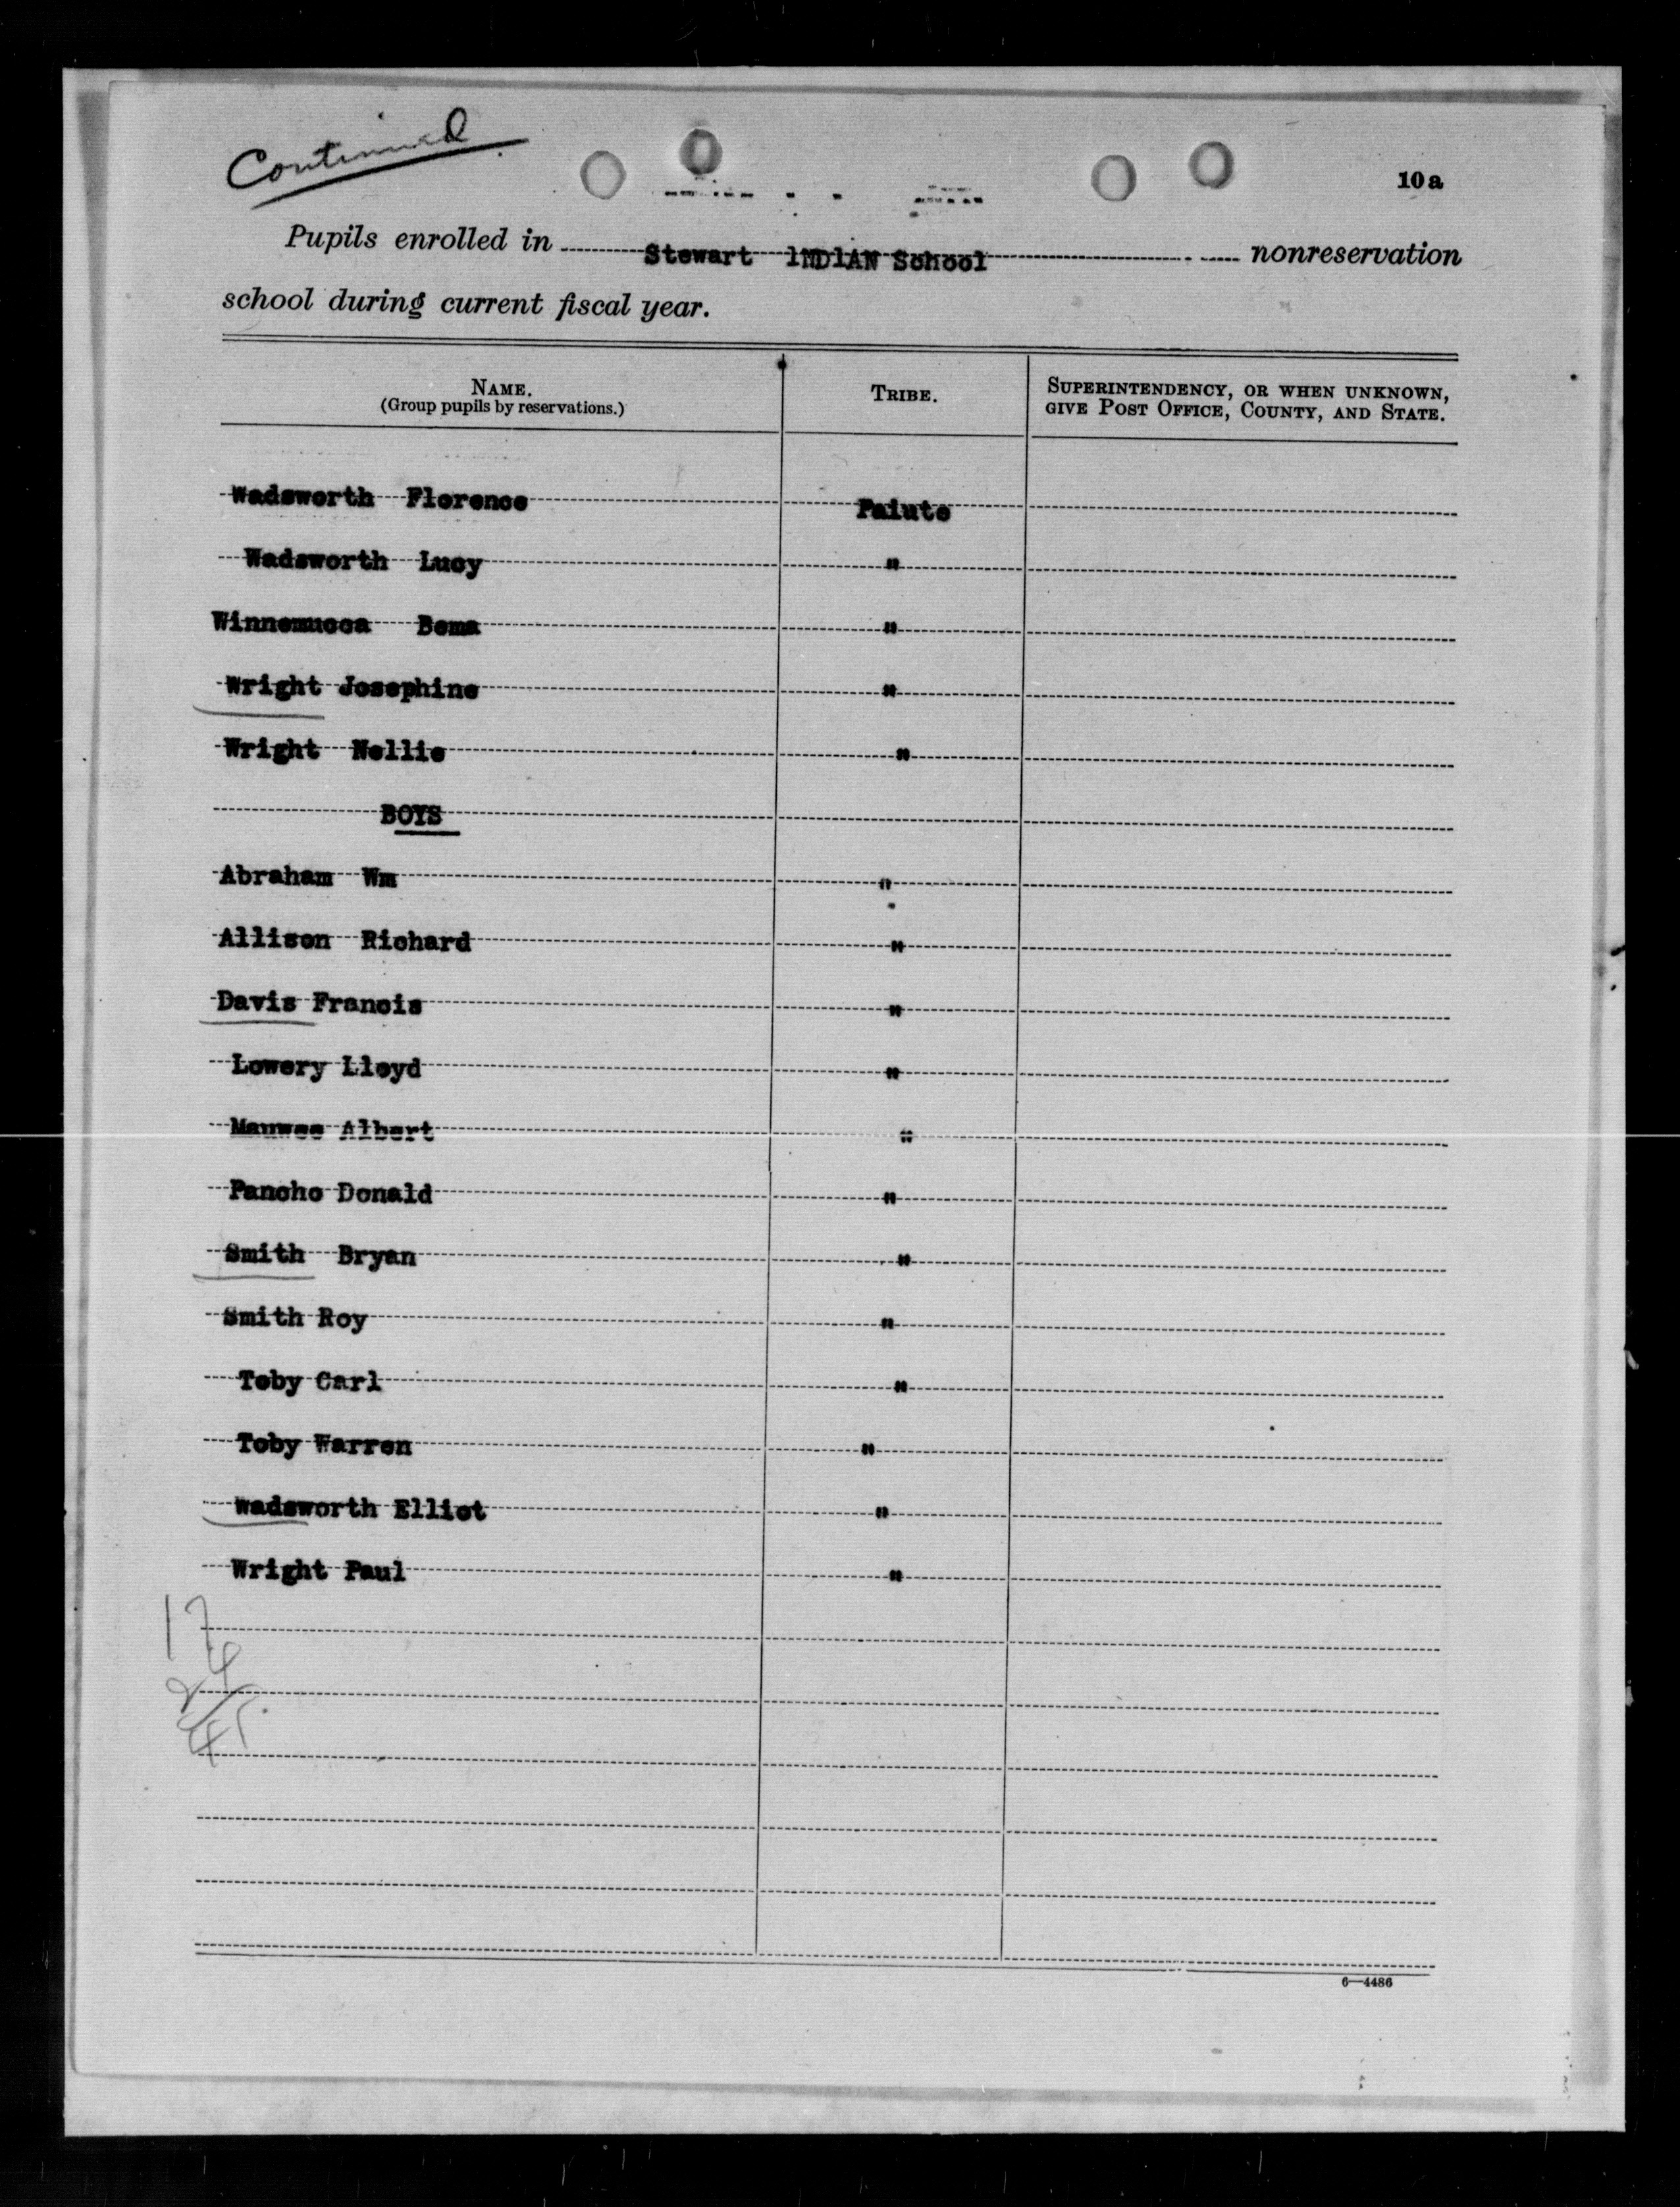 Continued
10a
Pupils enrolled in Stewart lNDlAN School nonreservation
school during current fiscal year.
NAME.
(Group pupils by reservations.)
TRIBE.
SUPERINTENDENCY, OR WHEN UNKNOWN,
GIVE POST OFFICE, COUNTY, AND STATE.
Wadsworth Florence Paiute
Wadsworth Lucy "
Winnemucca Bema "
Wright Josephine "
Wright Nellie "
BOYS
Abraham Wm "
Allison Richard "
Davis Francis "
Lowery Lloyd "
Mauwee Albert "
Pancho Donald "
Smith Bryan "
Smith Roy "
Toby Carl "
Toby Warren "
Wadsworth Elliot "
Wright Paul "
17
4
6—4486